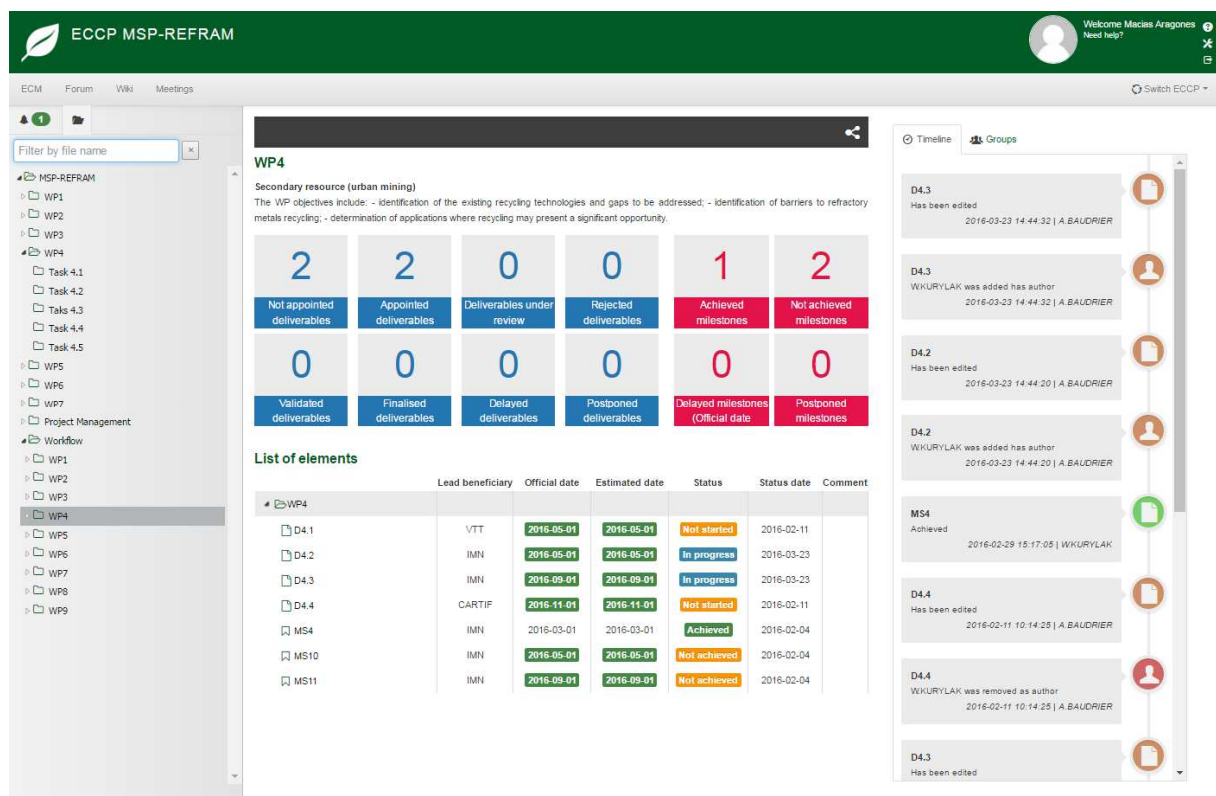 ECCP MSP-REFRAM
Welcome Macias Aragones
Need help?
ECM Forum Wiki Meetings
Switch ECCP
1
Filter by file name
MSP-REFRAM
WP1
WP2
WP3
WP4
Task 4.1
Task 4.2
Taks 4.3
Task 4.4
Task 4.5
WP5
WP6
WP7
Project Management
Workflow
WP1
WP2
WP3
WP4
WP5
WP6
WP7
WP8
WP9
WP4
Secondary resource (urban mining)
The WP objectives include: - identification of the existing recycling technologies and gaps to be addressed; - identification of barriers to refractory
metals recycling; - determination of applications where recycling may present a significant opportunity.
2 2 0 0 1 2
Not appointed deliverables Appointed deliverables Deliverables under review Rejected deliverables Achieved milestones Not achieved milestones
0 0 0 0 0 0
Validated deliverables Finalised deliverables Delayed deliverables Postponed deliverables Delayed milestones (Official date Postponed milestones
List of elements
Lead beneficiary Official date Estimated date Status Status date Comment
WP4
D4.1 VTT 2016-05-01 2016-05-01 Not started 2016-02-11
D4.2 IMN 2016-05-01 2016-05-01 In progress 2016-03-23
D4.3 IMN 2016-09-01 2016-09-01 In progress 2016-03-23
D4.4 CARTIF 2016-11-01 2016-11-01 Not started 2016-02-11
MS4 IMN 2016-03-01 2016-03-01 Achieved 2016-02-04
MS10 IMN 2016-05-01 2016-05-01 Not achieved 2016-02-04
MS11 IMN 2016-09-01 2016-09-01 Not achieved 2016-02-04
Timeline Groups
D4.3
Has been edited
2016-03-23 14:44:32 | A.BAUDRIER
D4.3
W.KURYLAK was added has author
2016-03-23 14:44:32 | A.BAUDRIER
D4.2
Has been edited
2016-03-23 14:44:20 | A.BAUDRIER
D4.2
W.KURYLAK was added has author
2016-03-23 14:44:20 | A.BAUDRIER
MS4
Achieved
2016-02-29 15:17:05 | W.KURYLAK
D4.4
Has been edited
2016-02-11 10:14:25 | A.BAUDRIER
D4.4
W.KURYLAK was removed as author
2016-02-11 10:14:25 | A.BAUDRIER
D4.3
Has been edited